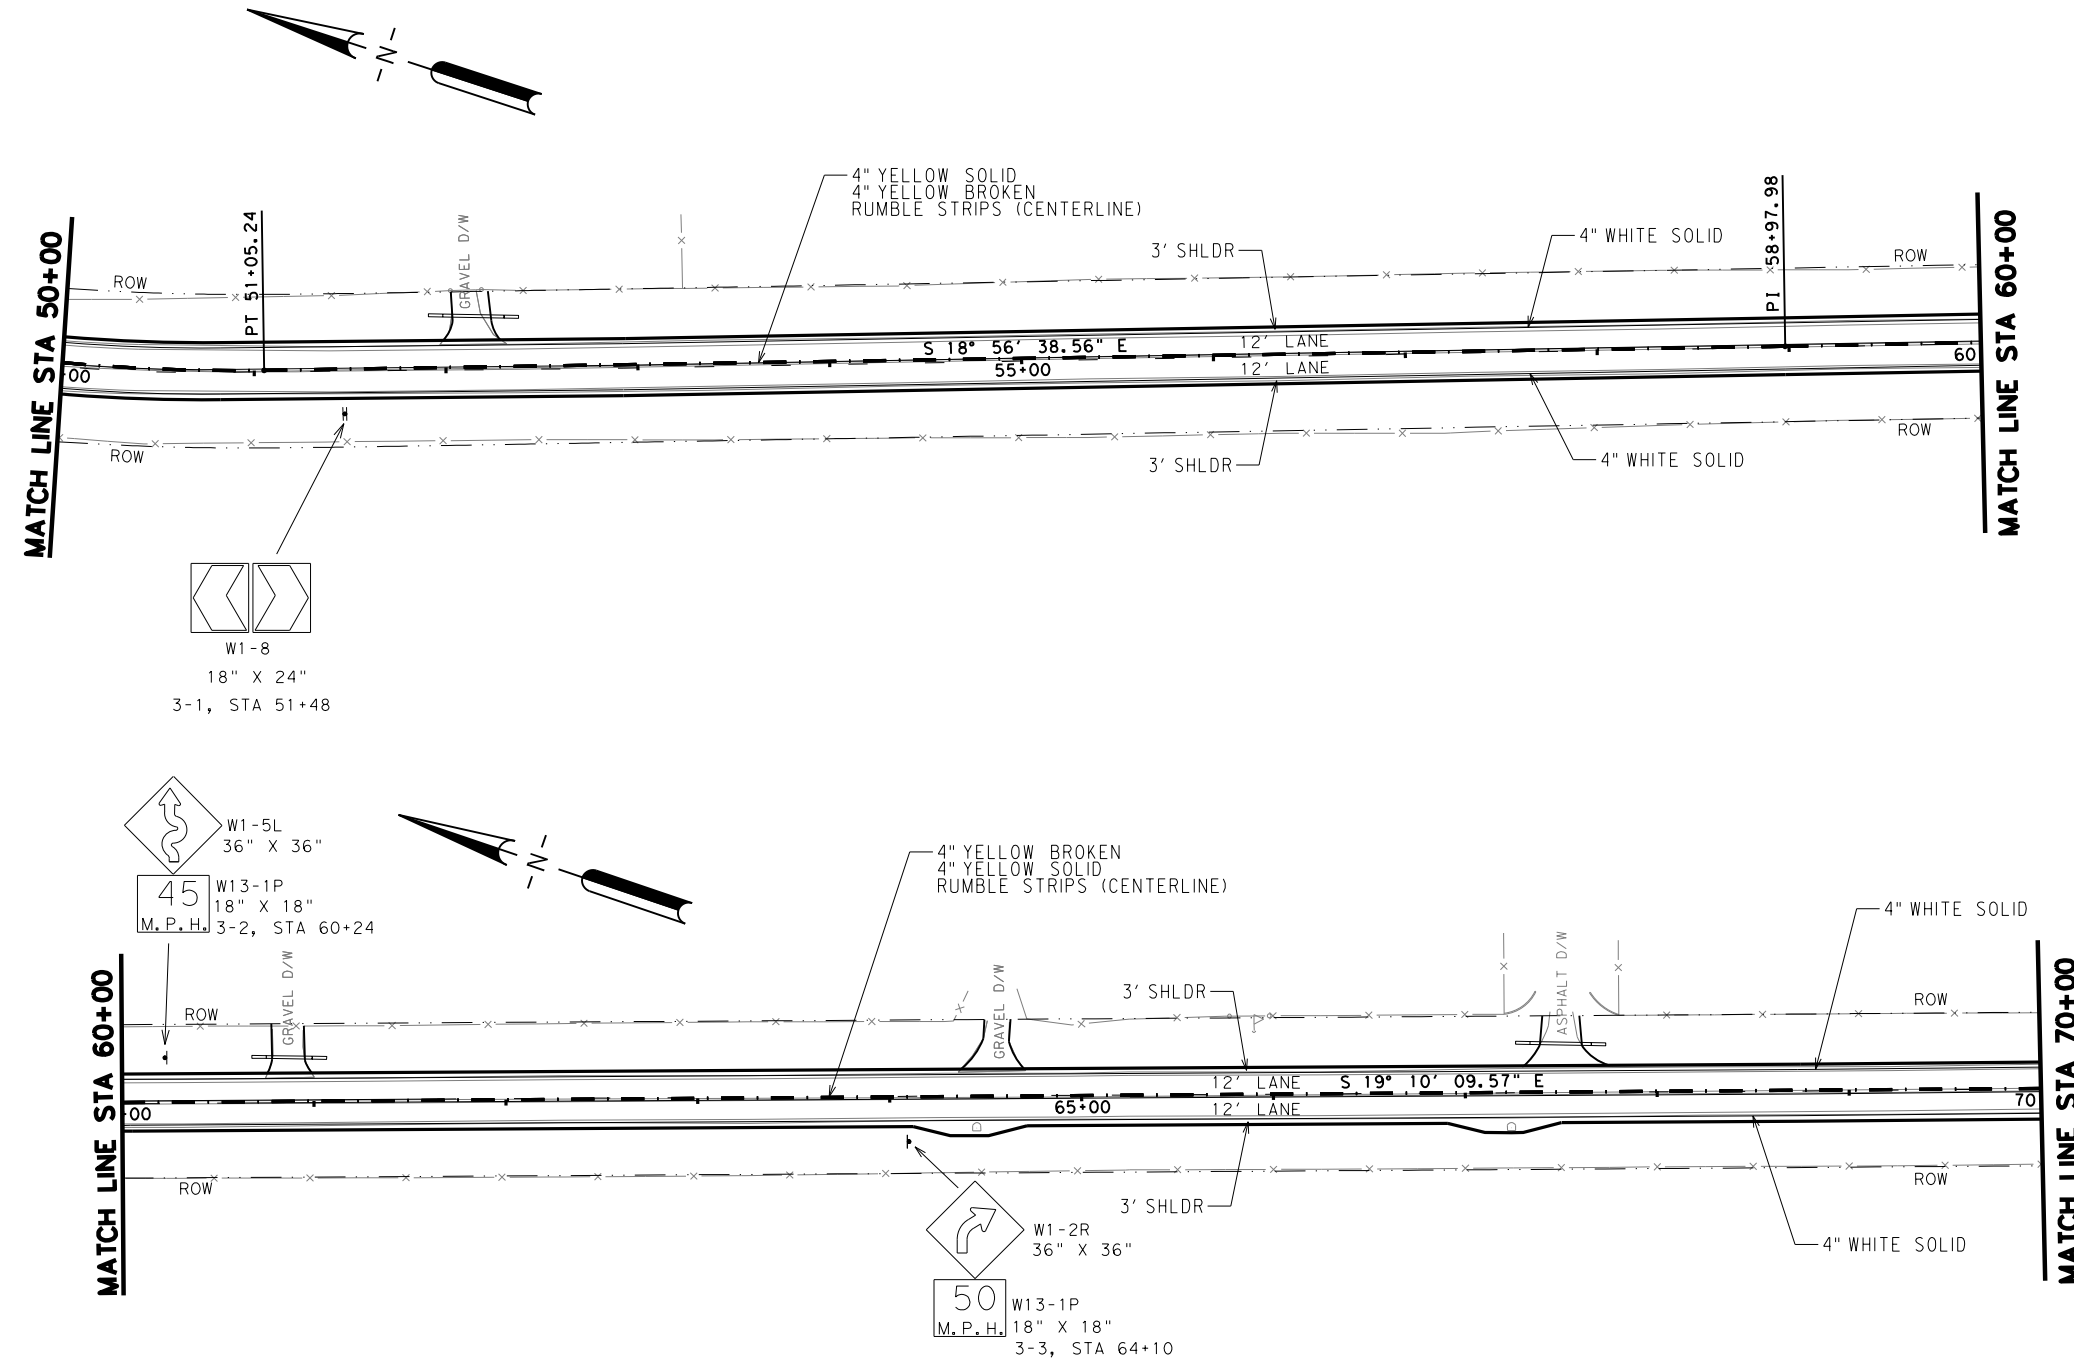 -N-
4" YELLOW SOLID
4" YELLOW BROKEN
RUMBLE STRIPS (CENTERLINE)
MATCH LINE STA 50+00
ROW
PT 51+05.24
GRAVEL D/W
3' SHLDR
4" WHITE SOLID
PI 58+97.98
ROW
MATCH LINE STA 60+00
S 18° 56' 38.56" E
12' LANE
00
55+00
12' LANE
60
ROW
3' SHLDR
4" WHITE SOLID
ROW
W1-8
18" X 24"
3-1, STA 51+48
W1-5L
36" X 36"
45
M.P.H.
W13-1P
18" X 18"
3-2, STA 60+24
-N-
4" YELLOW BROKEN
4" YELLOW SOLID
RUMBLE STRIPS (CENTERLINE)
4" WHITE SOLID
MATCH LINE STA 60+00
ROW
GRAVEL D/W
GRAVEL D/W
3' SHLDR
ASPHALT D/W
ROW
MATCH LINE STA 70+00
12' LANE
S 19° 10' 09.57" E
00
65+00
12' LANE
70
D
D
ROW
3' SHLDR
ROW
4" WHITE SOLID
W1-2R
36" X 36"
50
M.P.H.
W13-1P
18" X 18"
3-3, STA 64+10